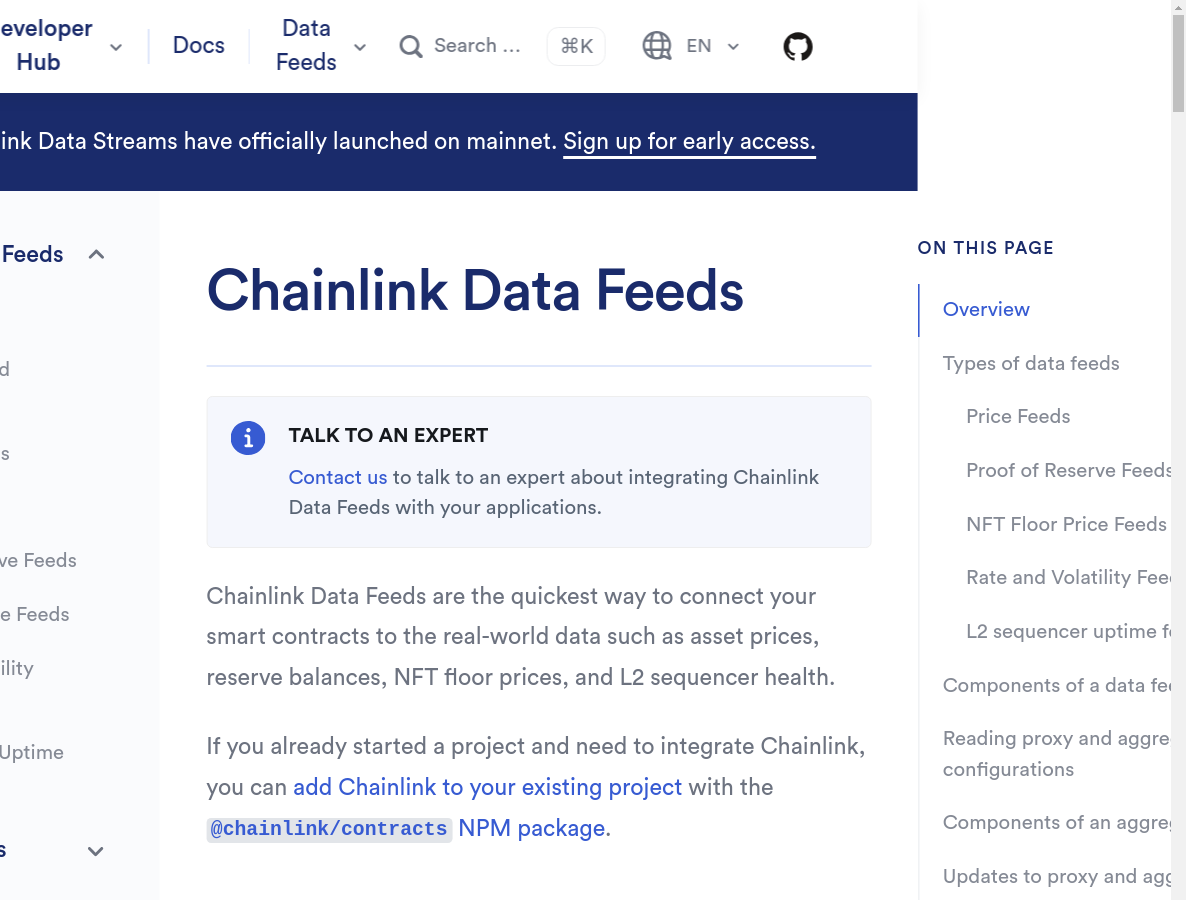 eveloper
Hub
Docs
Data
Feeds
Search ...
⌘K
EN
ink Data Streams have officially launched on mainnet. Sign up for early access.
Feeds
d
s
ve Feeds
e Feeds
ility
Uptime
s
Chainlink Data Feeds
TALK TO AN EXPERT
Contact us to talk to an expert about integrating Chainlink
Data Feeds with your applications.
Chainlink Data Feeds are the quickest way to connect your
smart contracts to the real-world data such as asset prices,
reserve balances, NFT floor prices, and L2 sequencer health.
If you already started a project and need to integrate Chainlink,
you can add Chainlink to your existing project with the
@chainlink/contracts NPM package.
ON THIS PAGE
Overview
Types of data feeds
Price Feeds
Proof of Reserve Feeds
NFT Floor Price Feeds
Rate and Volatility Fee
L2 sequencer uptime fe
Components of a data fee
Reading proxy and aggre
configurations
Components of an aggreg
Updates to proxy and agg